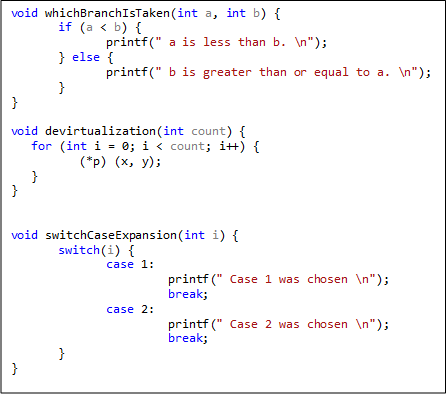 void whichBranchIsTaken(int a, int b) {
if (a < b) {
printf(" a is less than b. \n");
} else {
printf(" b is greater than or equal to a. \n");
}
}
void devirtualization(int count) {
for (int i = 0; i < count; i++) {
(*p) (x, y);
}
}
void switchCaseExpansion(int i) {
switch(i) {
case 1:
printf(" Case 1 was chosen \n");
break;
case 2:
printf(" Case 2 was chosen \n");
break;
}
}